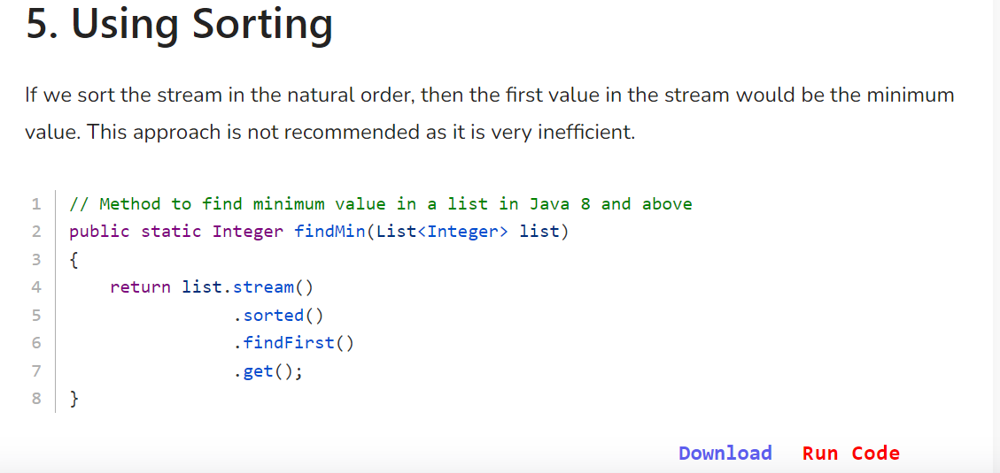 5. Using Sorting
If we sort the stream in the natural order, then the first value in the stream would be the minimum
value. This approach is not recommended as it is very inefficient.
1 // Method to find minimum value in a list in Java 8 and above
2 public static Integer findMin(List<Integer> list)
3 {
4     return list.stream()
5                 .sorted()
6                 .findFirst()
7                 .get();
8 }
Download Run Code